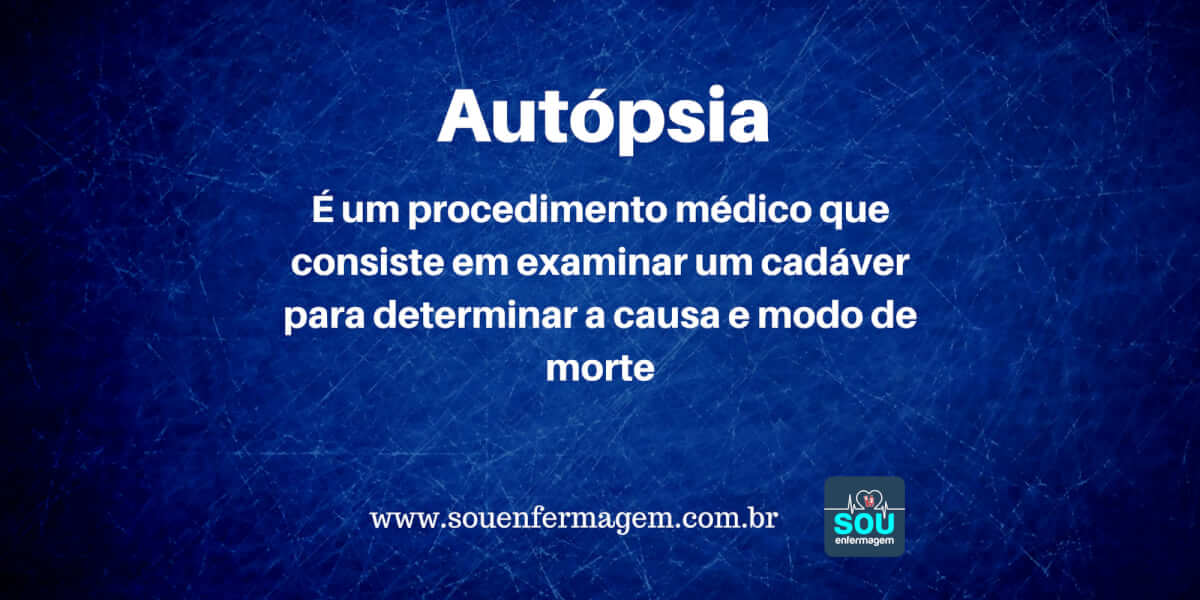 Autópsia
É um procedimento médico que
consiste em examinar um cadáver
para determinar a causa e modo de
morte
www.souenfermagem.com.br
SOU
enfermagem